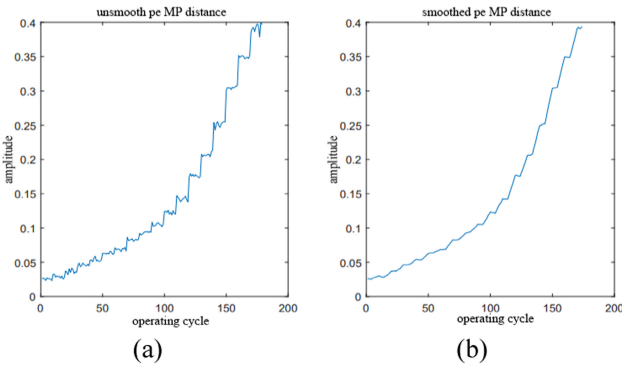 unsmooth pe MP distance
0.4
0.35
0.3
0.25
0.2
0.15
0.1
0.05
0
amplitude
0 50 100 150 200
operating cycle
(a)
smoothed pe MP distance
0.4
0.35
0.3
0.25
0.2
0.15
0.1
0.05
0
amplitude
0 50 100 150 200
operating cycle
(b)